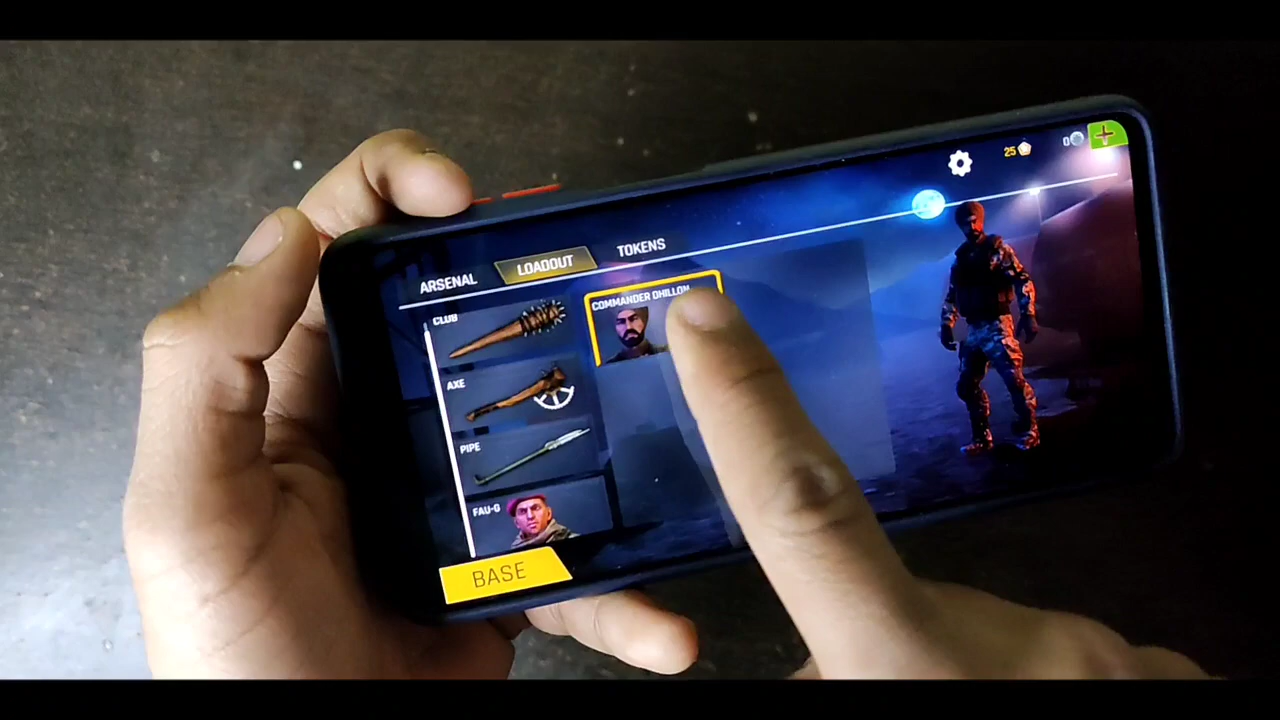 25
0
ARSENAL
LOADOUT
TOKENS
CLUB
COMMANDER DHILLON
AXE
PIPE
FAU-G
BASE